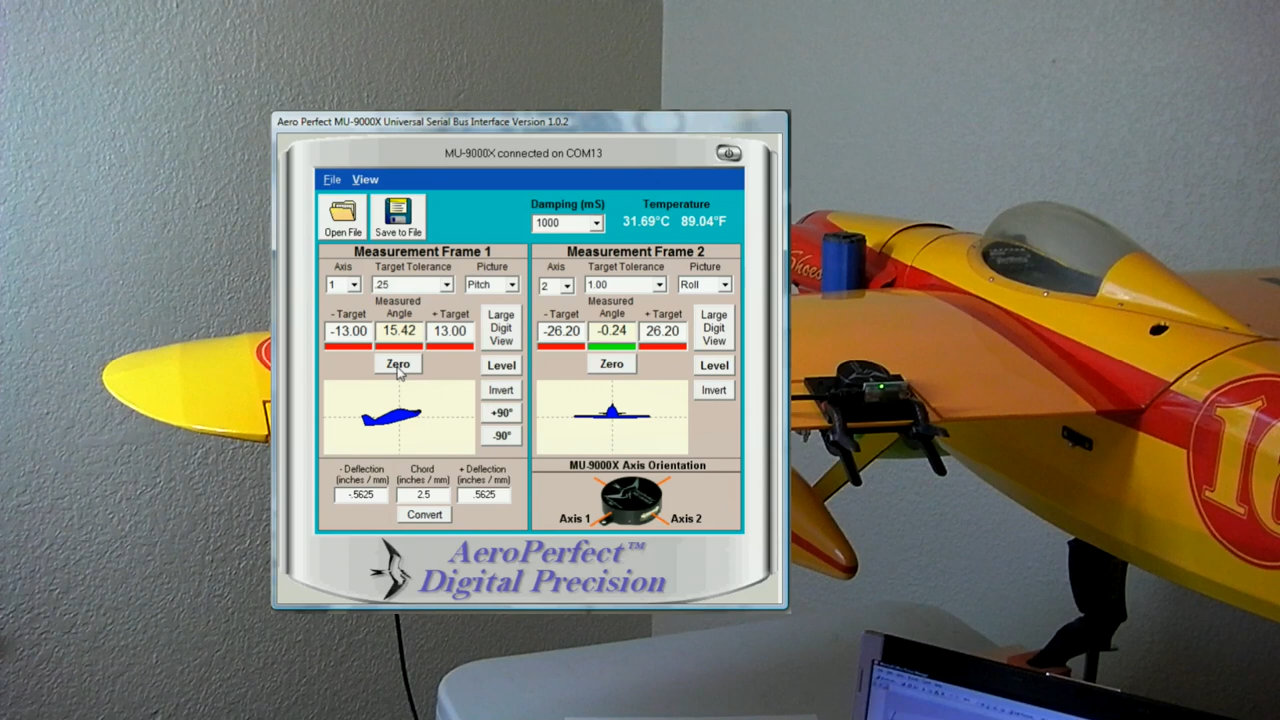 Aero Perfect MU-9000X Universal Serial Bus Interface Version 1.0.2
MU-9000X connected on COM13
File View
Open File Save to File
Damping (mS) Temperature
1000 31.69°C 89.04°F
Measurement Frame 1
Axis Target Tolerance Picture
1 .25 Pitch
- Target Measured Angle + Target
-13.00 15.42 13.00
Large Digit View
Zero Level
Invert
+90°
-90°
- Deflection (inches / mm) Chord (inches / mm) + Deflection (inches / mm)
-.5625 2.5 .5625
Convert
Measurement Frame 2
Axis Target Tolerance Picture
2 1.00 Roll
- Target Measured Angle + Target
-26.20 -0.24 26.20
Large Digit View
Zero Level
Invert
MU-9000X Axis Orientation
Axis 1 Axis 2
AeroPerfect™
Digital Precision
Shoes
16